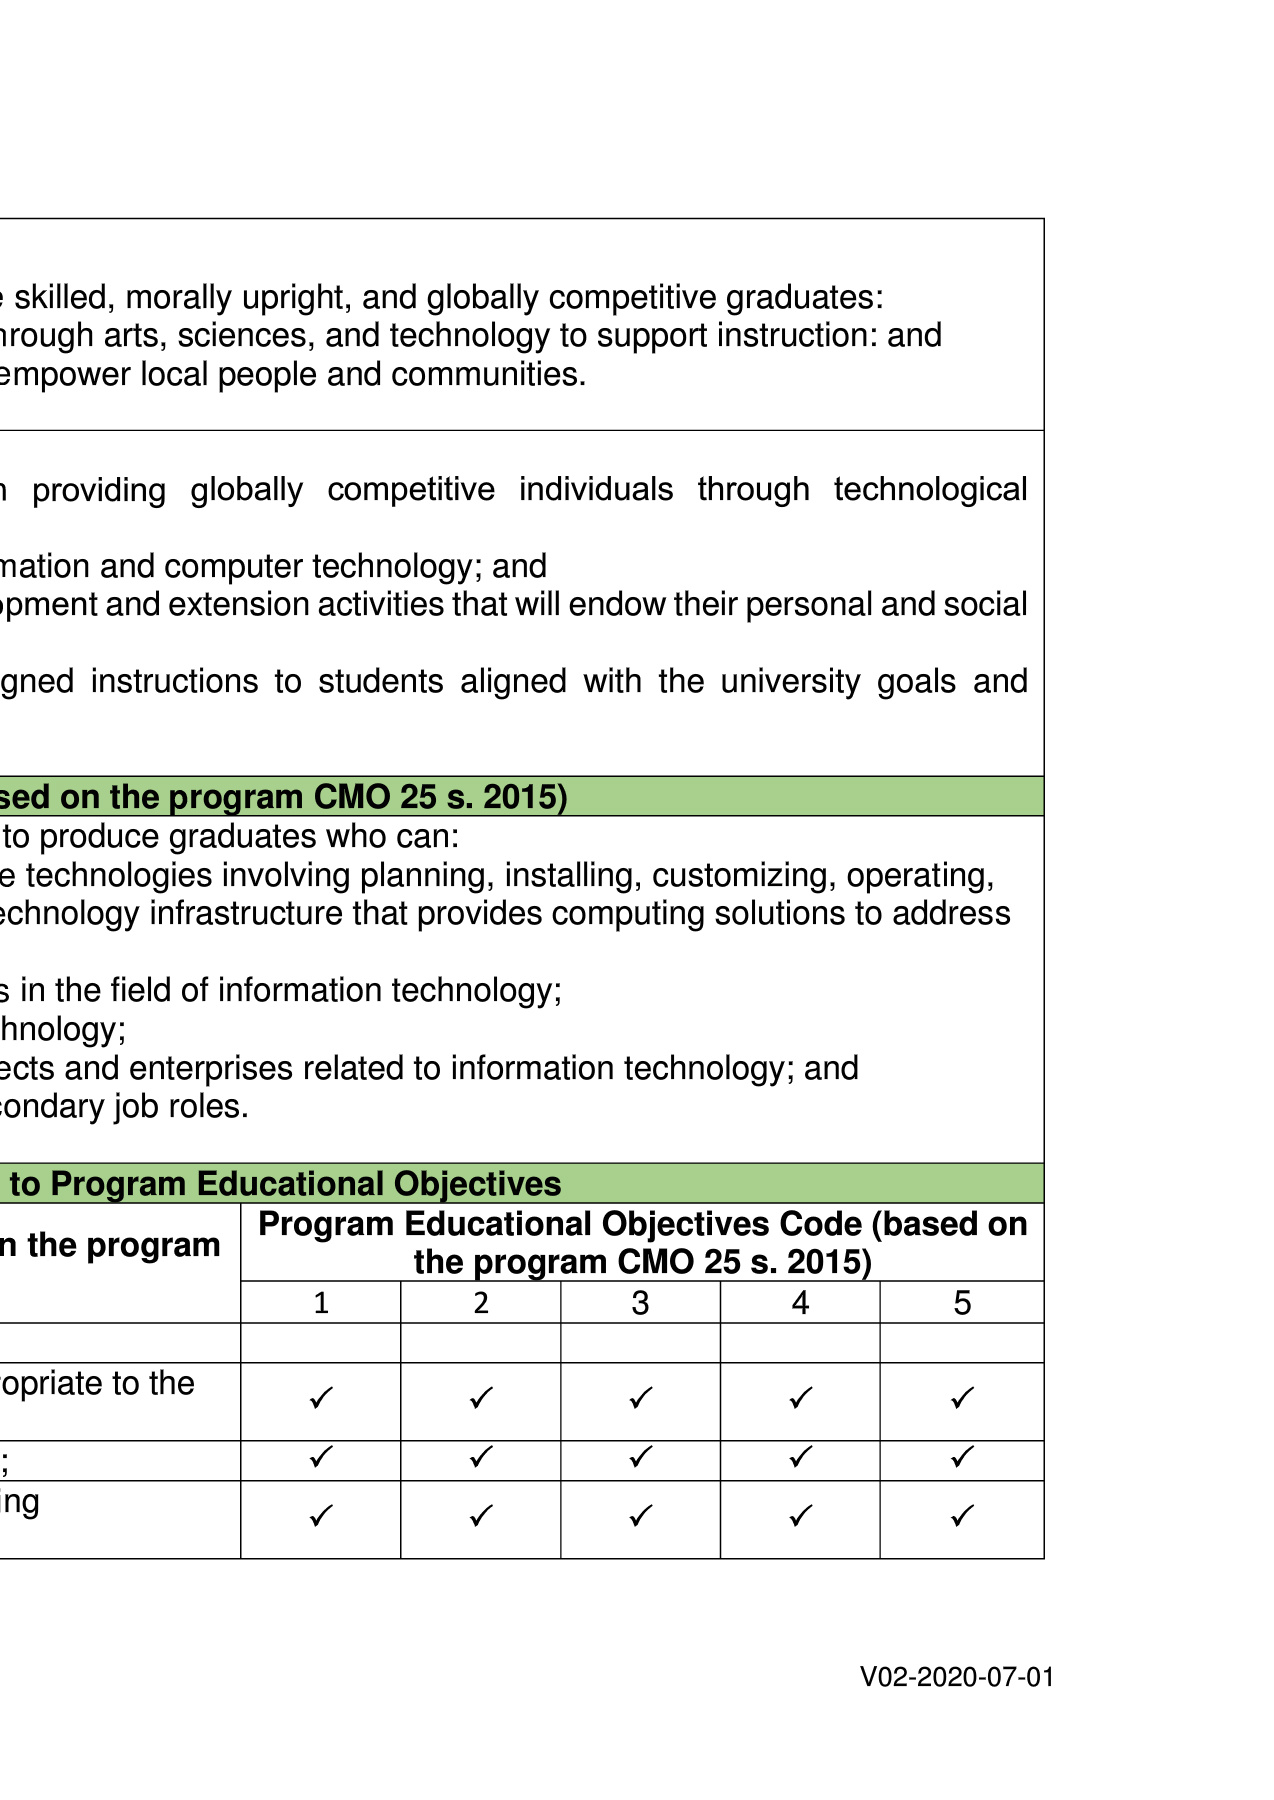 skilled, morally upright, and globally competitive graduates:
hrough arts, sciences, and technology to support instruction: and
empower local people and communities.
n providing globally competitive individuals through technological
mation and computer technology; and
opment and extension activities that will endow their personal and social
gned instructions to students aligned with the university goals and
sed on the program CMO 25 s. 2015)
to produce graduates who can:
e technologies involving planning, installing, customizing, operating,
echnology infrastructure that provides computing solutions to address
s in the field of information technology;
hnology;
ects and enterprises related to information technology; and
condary job roles.
to Program Educational Objectives
n the program
Program Educational Objectives Code (based on
the program CMO 25 s. 2015)
1 2 3 4 5
opriate to the
✓ ✓ ✓ ✓ ✓
; ✓ ✓ ✓ ✓ ✓
ing
✓ ✓ ✓ ✓ ✓
V02-2020-07-01